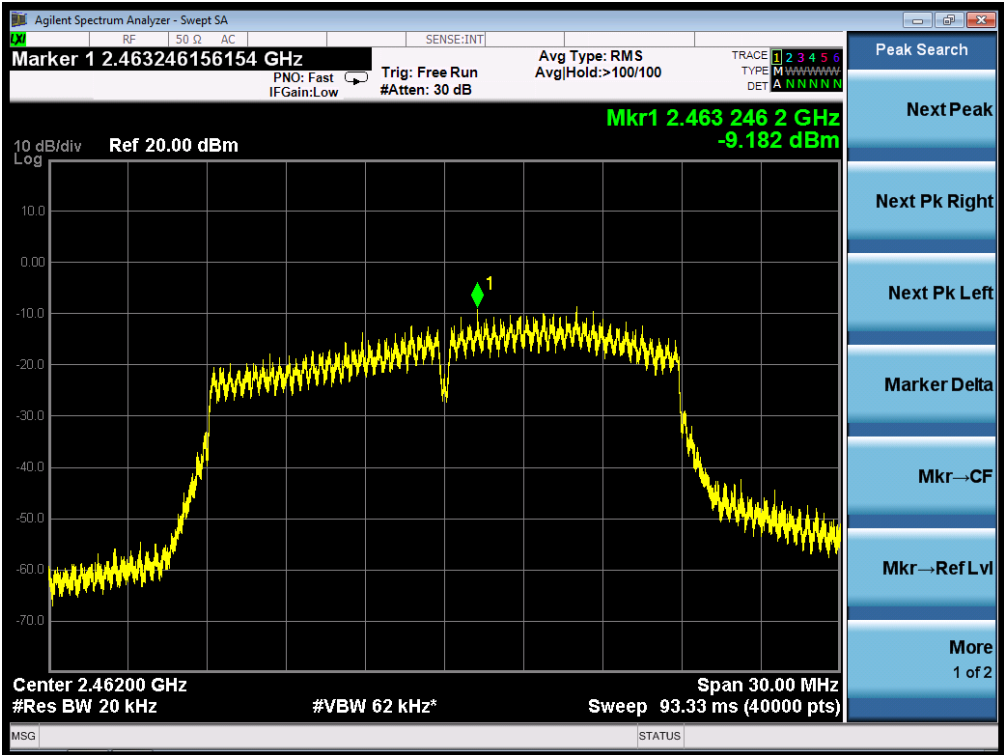 Agilent Spectrum Analyzer - Swept SA
LXI RF 50 Ω AC SENSE:INT
Marker 1 2.463246156154 GHz
PNO: Fast
IFGain:Low
Trig: Free Run
#Atten: 30 dB
Avg Type: RMS
Avg|Hold:>100/100
TRACE 1 2 3 4 5 6
TYPE M WWWWW
DET A N N N N N
Mkr1 2.463 246 2 GHz
-9.182 dBm
10 dB/div Ref 20.00 dBm
Log
10.0
0.00
1
-10.0
-20.0
-30.0
-40.0
-50.0
-60.0
-70.0
Center 2.46200 GHz Span 30.00 MHz
#Res BW 20 kHz #VBW 62 kHz* Sweep 93.33 ms (40000 pts)
MSG STATUS
Peak Search
Next Peak
Next Pk Right
Next Pk Left
Marker Delta
Mkr→CF
Mkr→Ref Lvl
More
1 of 2